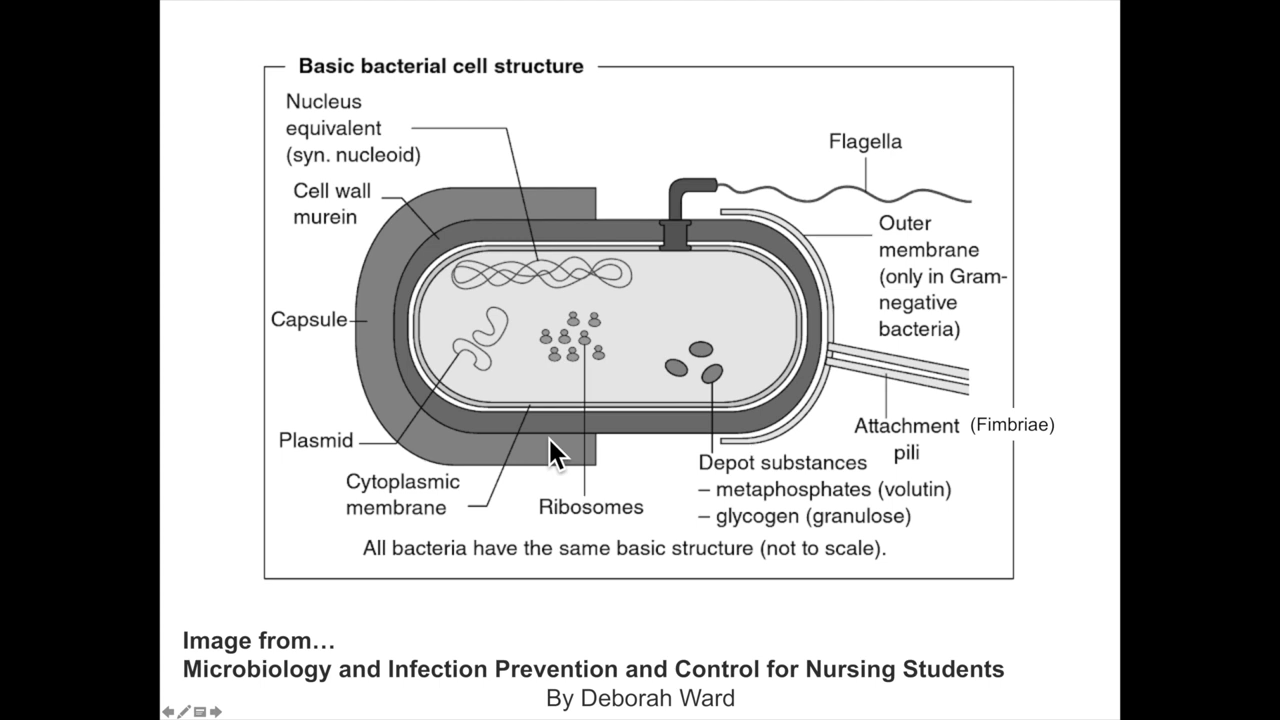 Basic bacterial cell structure
Nucleus
equivalent
(syn. nucleoid)
Cell wall
murein
Capsule
Plasmid
Cytoplasmic
membrane
Ribosomes
Flagella
Outer
membrane
(only in Gram-
negative
bacteria)
Attachment (Fimbriae)
pili
Depot substances
– metaphosphates (volutin)
– glycogen (granulose)
All bacteria have the same basic structure (not to scale).
Image from…
Microbiology and Infection Prevention and Control for Nursing Students
By Deborah Ward